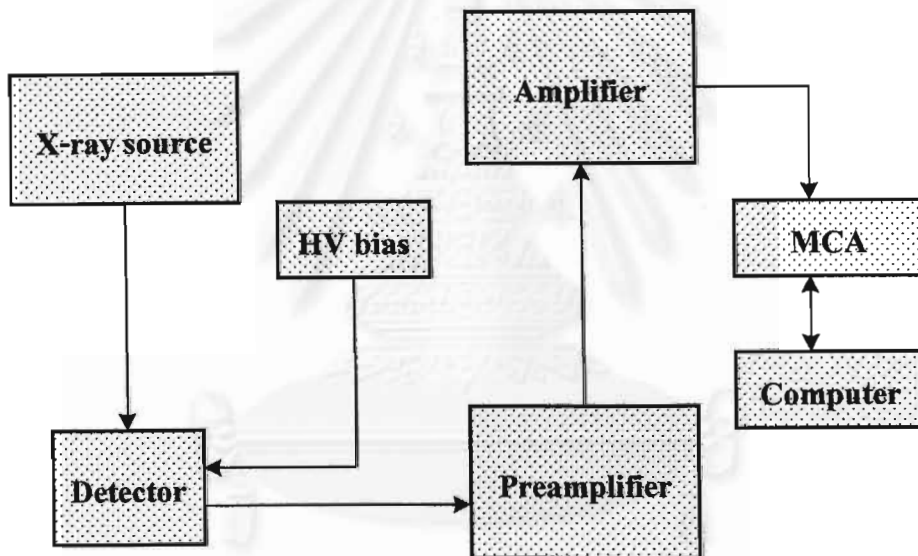 Amplifier
X-ray source
HV bias
MCA
Computer
Detector
Preamplifier